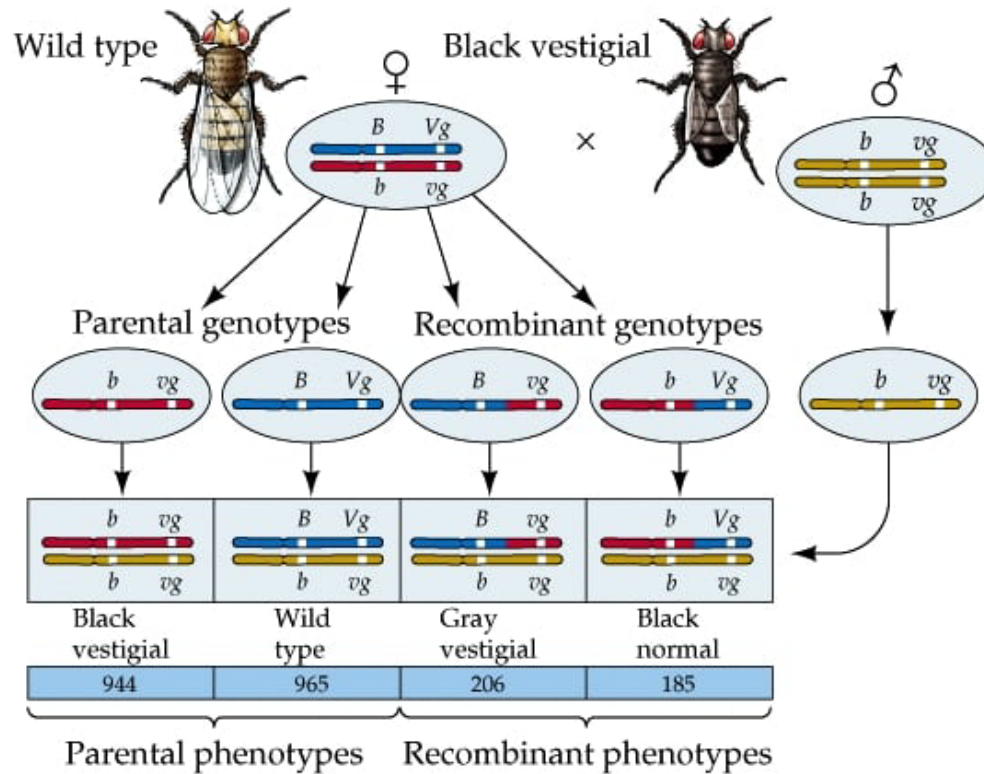 Wild type
Black vestigial
♀
♂
B Vg
b vg
×
b vg
b vg
Parental genotypes
Recombinant genotypes
b vg
B Vg
B vg
b Vg
b vg
b vg
B Vg
B vg
b Vg
b vg
b vg
b vg
b vg
Black
vestigial
Wild
type
Gray
vestigial
Black
normal
944
965
206
185
Parental phenotypes
Recombinant phenotypes